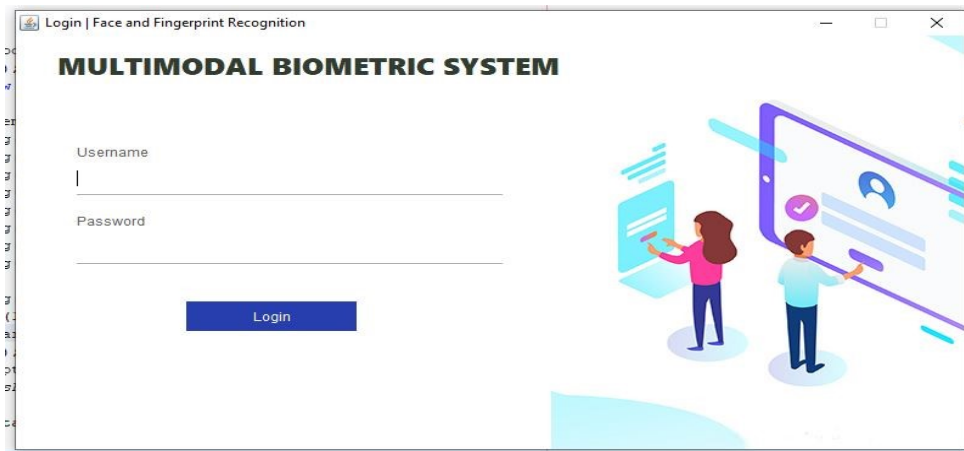 Login | Face and Fingerprint Recognition
MULTIMODAL BIOMETRIC SYSTEM
Username
Password
Login